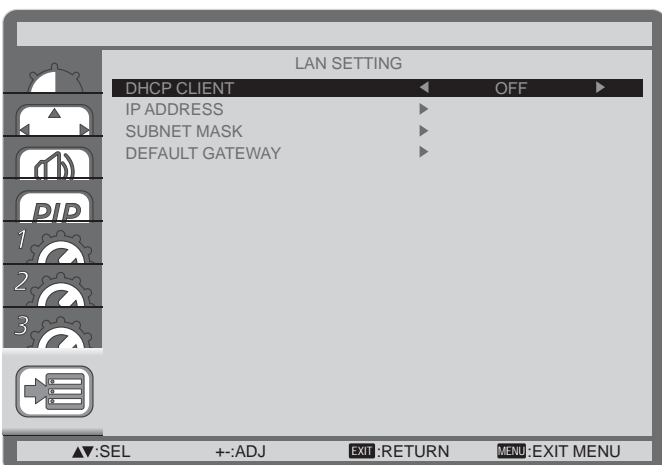 LAN SETTING
DHCP CLIENT ◀ OFF ▶
IP ADDRESS ▶
SUBNET MASK ▶
DEFAULT GATEWAY ▶
PIP
1
2
3
▲▼:SEL +-:ADJ EXIT:RETURN MENU:EXIT MENU